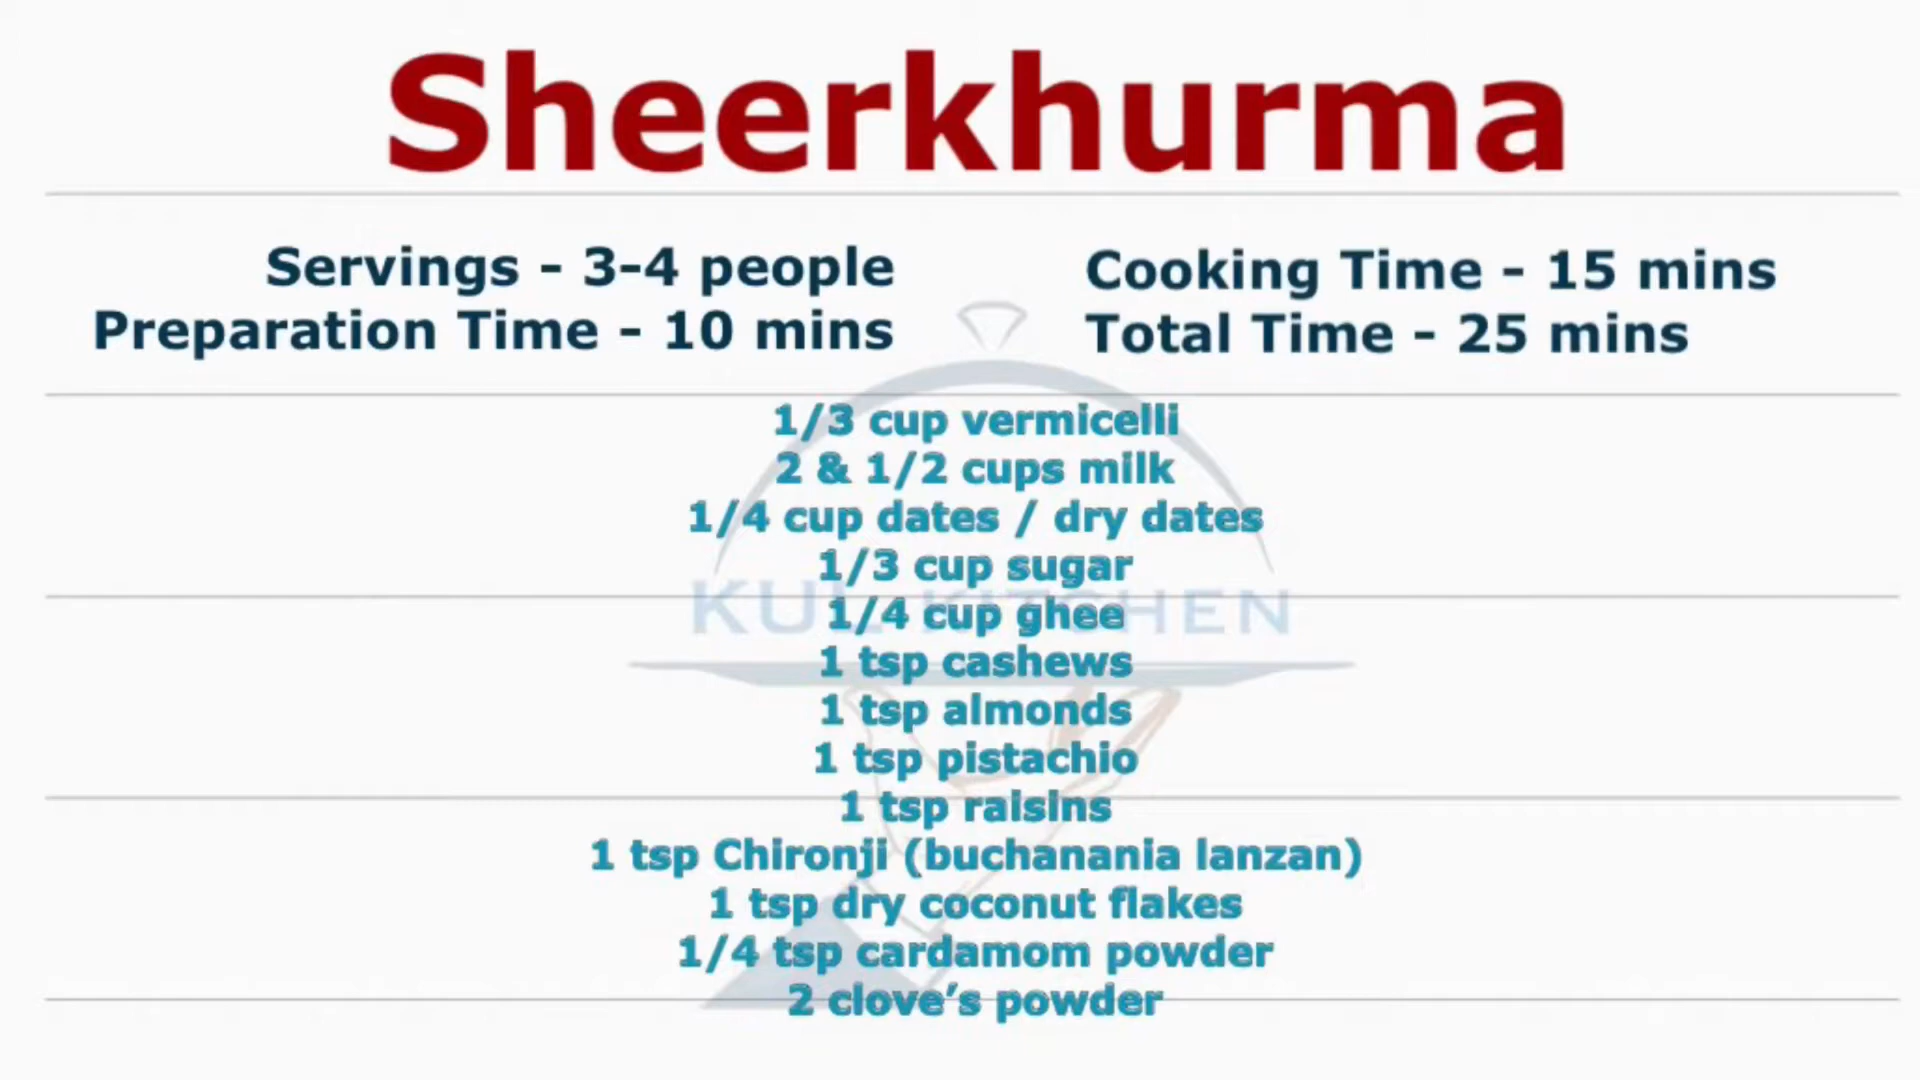 Sheerkhurma
Servings - 3-4 people
Preparation Time - 10 mins
Cooking Time - 15 mins
Total Time - 25 mins
1/3 cup vermicelli
2 & 1/2 cups milk
1/4 cup dates / dry dates
1/3 cup sugar
KUL KITCHEN
1/4 cup ghee
1 tsp cashews
1 tsp almonds
1 tsp pistachio
1 tsp raisins
1 tsp Chironji (buchanania lanzan)
1 tsp dry coconut flakes
1/4 tsp cardamom powder
2 clove’s powder